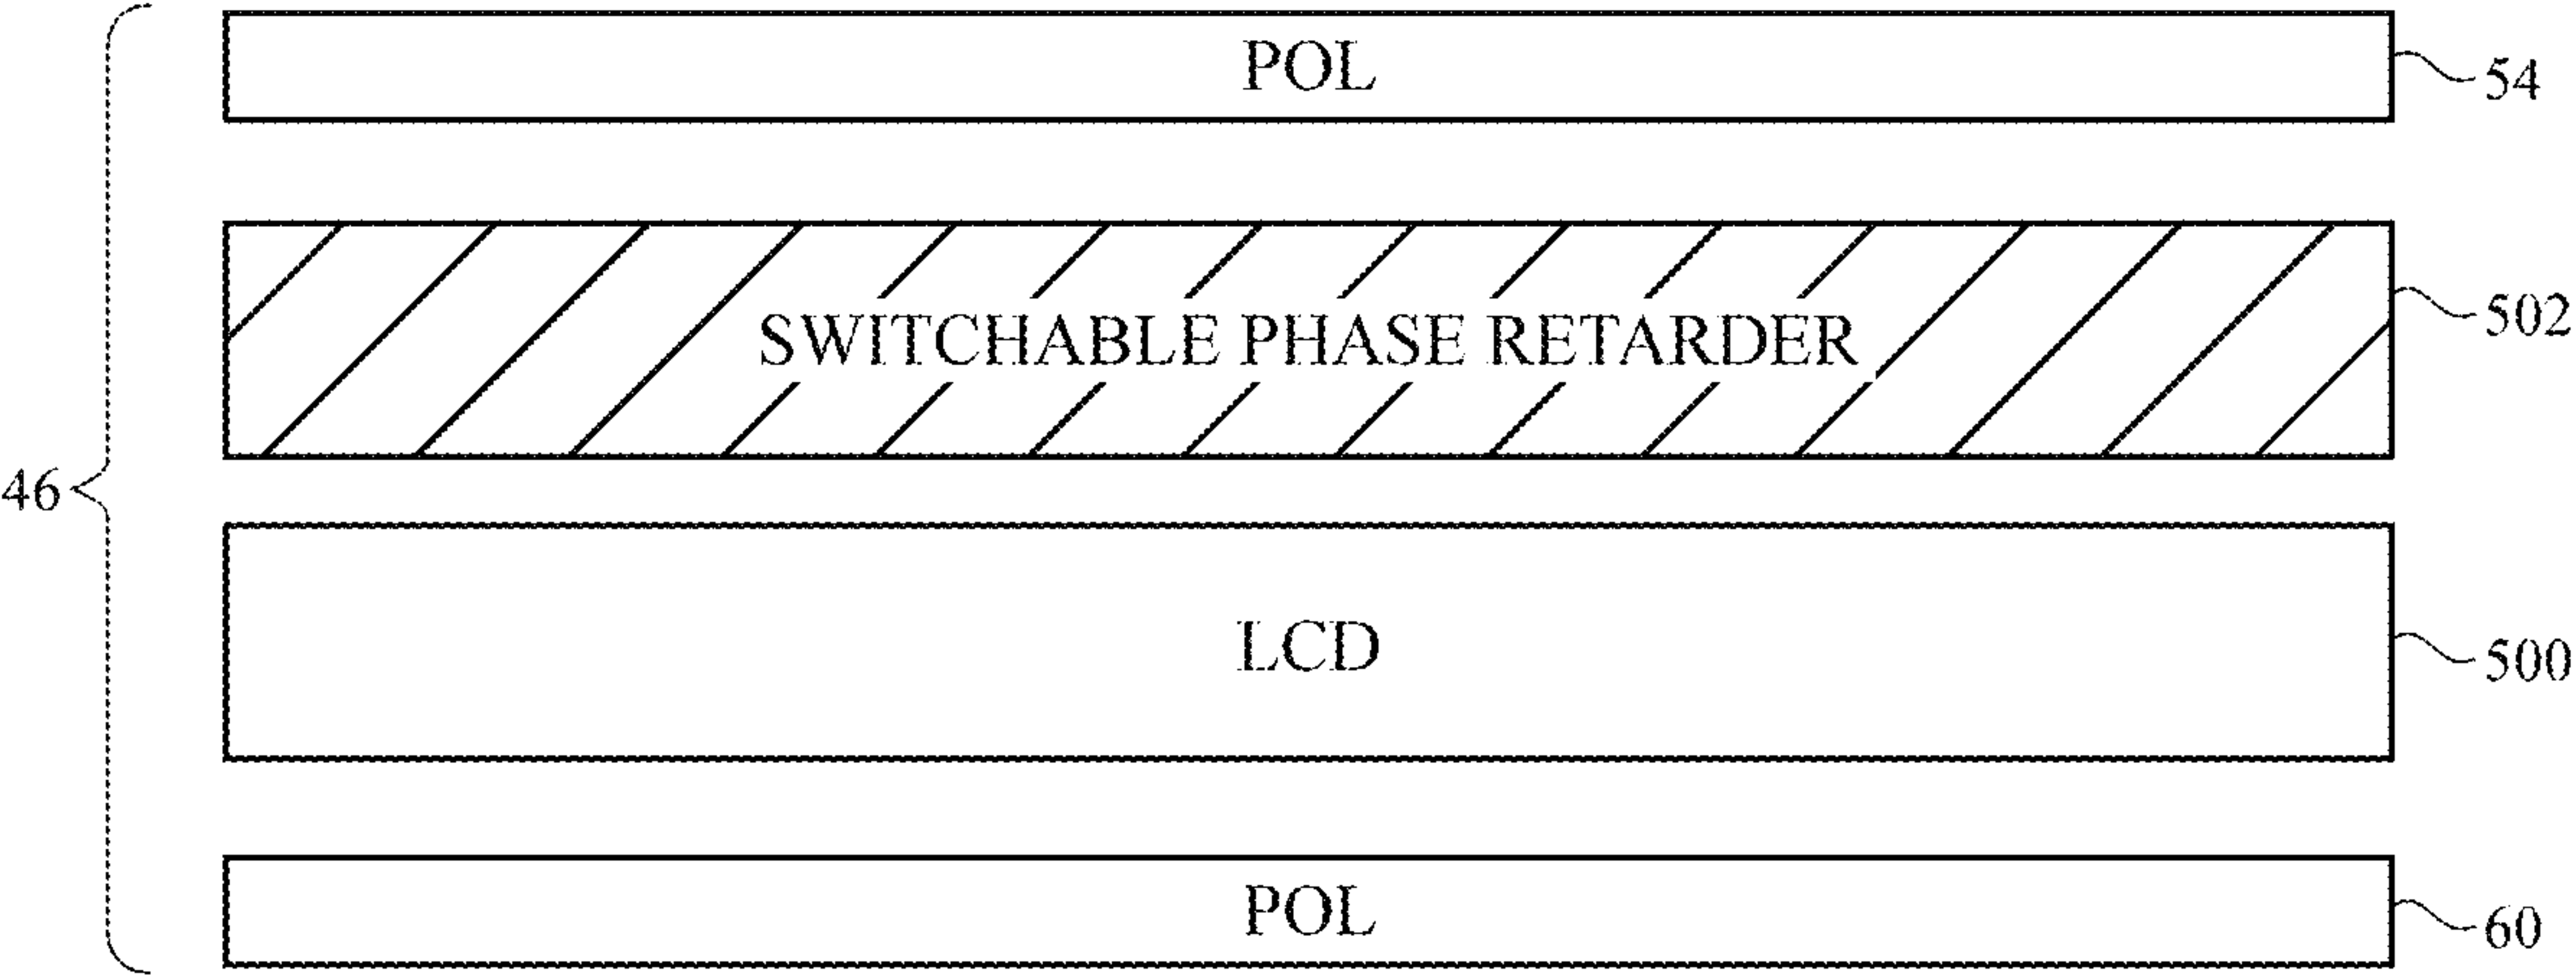 POL
54
SWITCHABLE PHASE RETARDER
502
46
LCD
500
POL
60